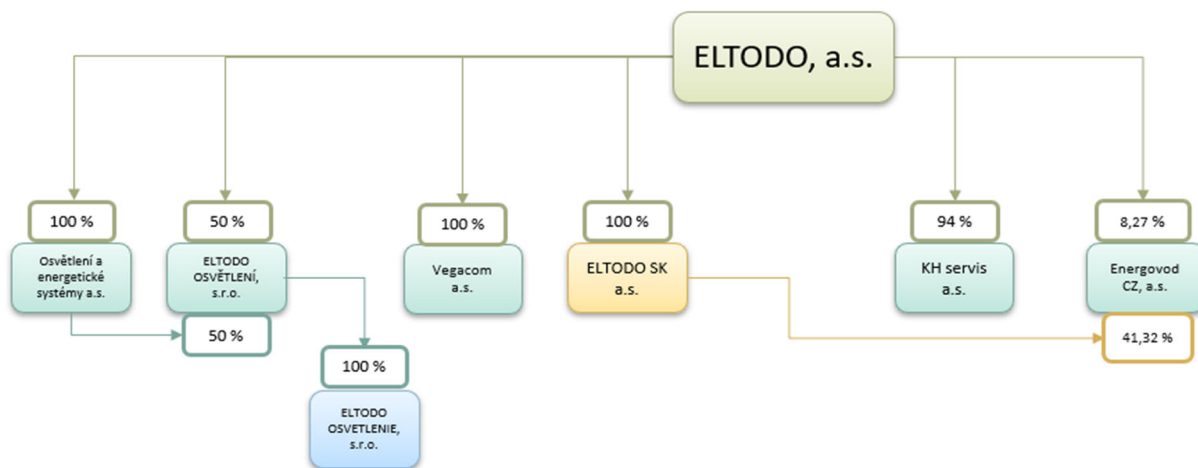 ELTODO, a.s.
100 %
50 %
100 %
100 %
94 %
8,27 %
Osvětlení a
energetické
systémy a.s.
ELTODO
OSVĚTLENÍ,
s.r.o.
Vegacom
a.s.
ELTODO SK
a.s.
KH servis
a.s.
Energovod
CZ, a.s.
50 %
41,32 %
100 %
ELTODO
OSVETLENIE,
s.r.o.